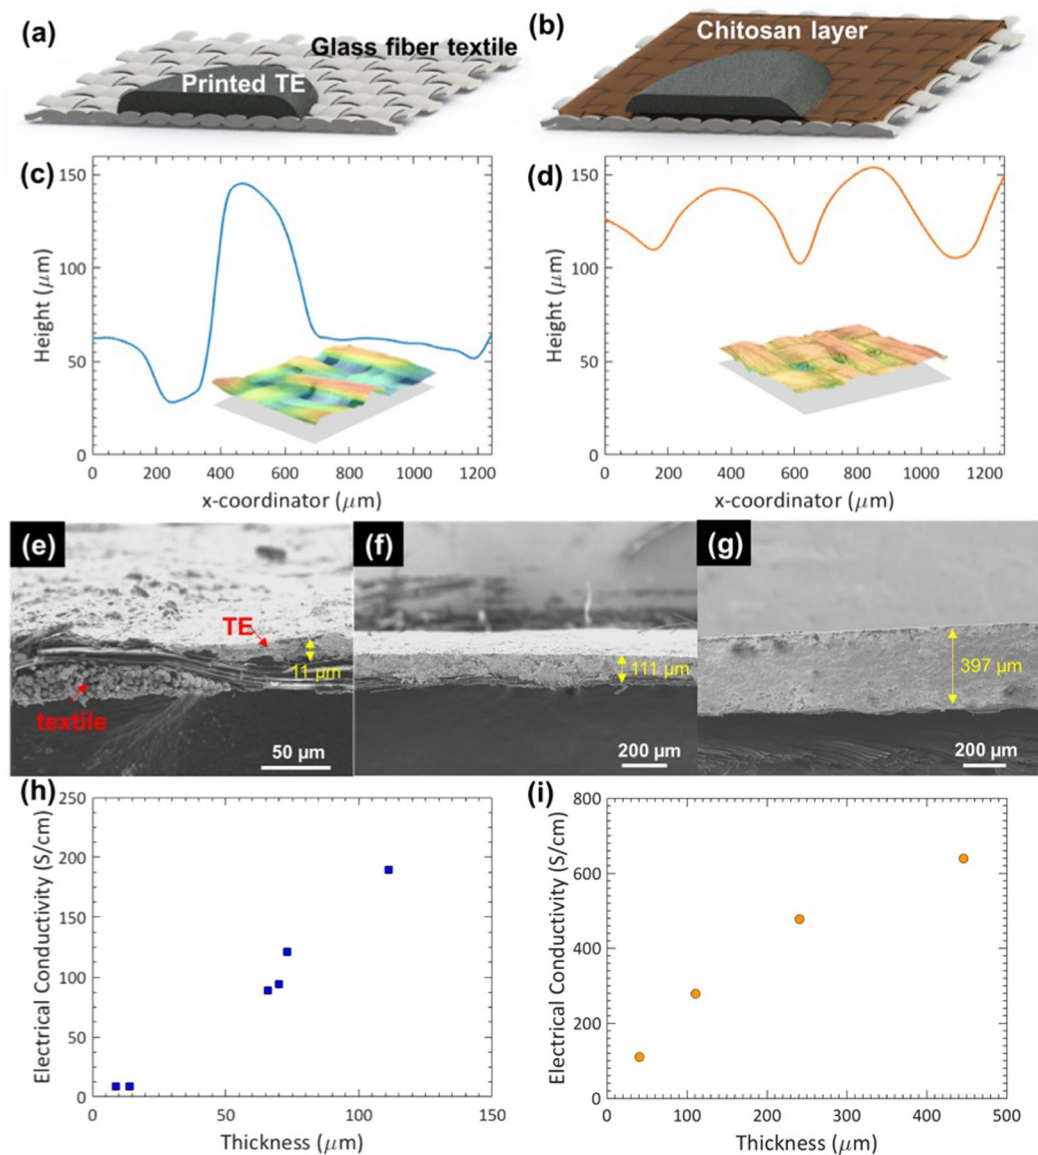 (a)
Glass fiber textile
Printed TE
(b)
Chitosan layer
(c)
150
100
50
0
Height (μm)
0 200 400 600 800 1000 1200
x-coordinator (μm)
(d)
150
100
50
0
Height (μm)
0 200 400 600 800 1000 1200
x-coordinator (μm)
(e)
TE
11 μm
textile
50 μm
(f)
111 μm
200 μm
(g)
397 μm
200 μm
(h)
250
200
150
100
50
0
Electrical Conductivity (S/cm)
0 50 100 150
Thickness (μm)
(i)
800
600
400
200
0
Electrical Conductivity (S/cm)
0 100 200 300 400 500
Thickness (μm)